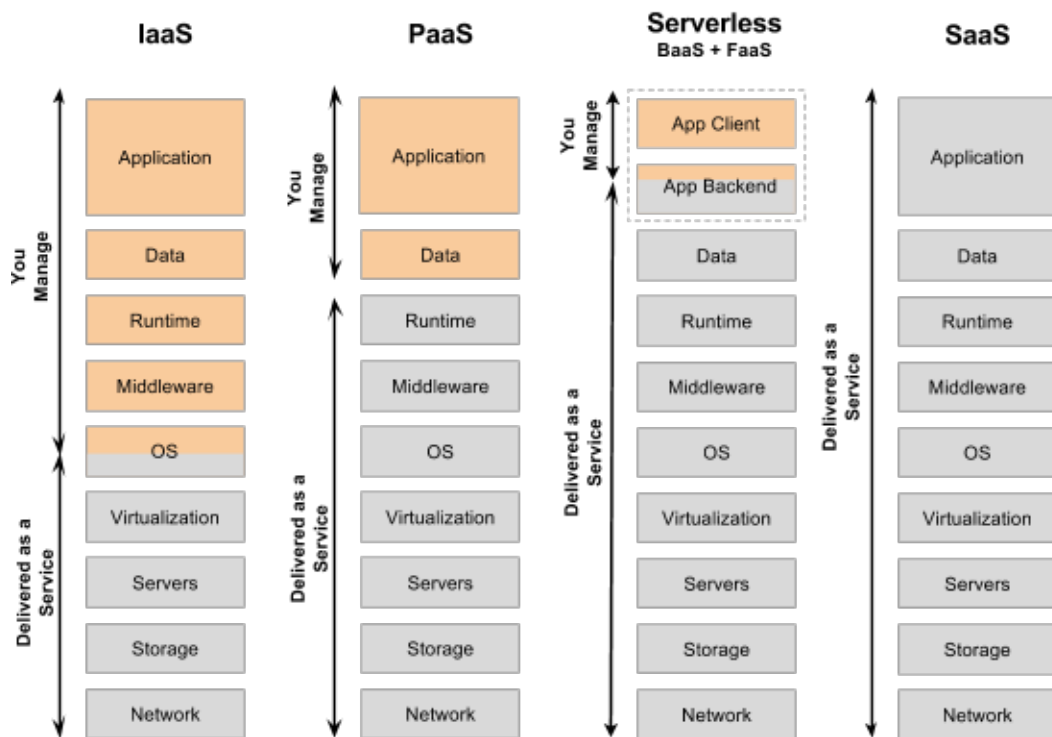 IaaS
You
Manage
Delivered as a
Service
Application
Data
Runtime
Middleware
OS
Virtualization
Servers
Storage
Network
PaaS
You
Manage
Delivered as a
Service
Application
Data
Runtime
Middleware
OS
Virtualization
Servers
Storage
Network
Serverless
BaaS + FaaS
You
Manage
Delivered as a
Service
App Client
App Backend
Data
Runtime
Middleware
OS
Virtualization
Servers
Storage
Network
SaaS
Delivered as a
Service
Application
Data
Runtime
Middleware
OS
Virtualization
Servers
Storage
Network